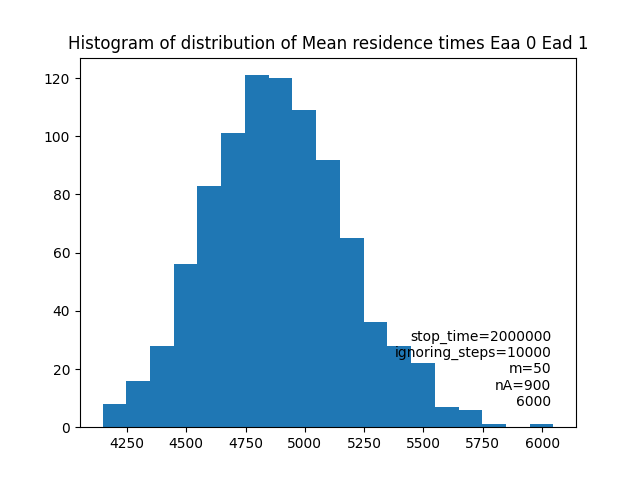 Histogram of distribution of Mean residence times Eaa 0 Ead 1
120
100
80
60
40
20
0
stop_time=2000000
ignoring_steps=10000
m=50
nA=900
6000
4250 4500 4750 5000 5250 5500 5750 6000